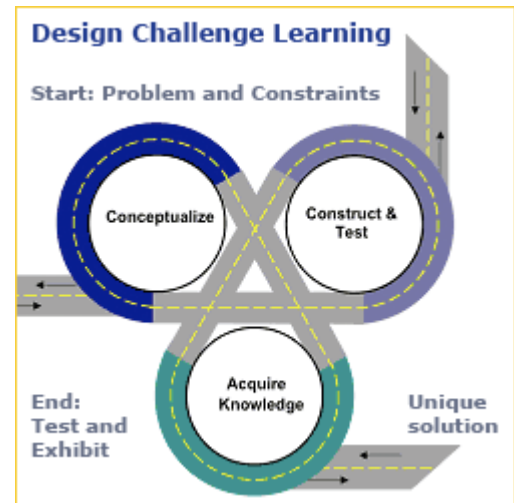 Design Challenge Learning
Start: Problem and Constraints
Conceptualize
Construct &
Test
Acquire
Knowledge
End:
Test and
Exhibit
Unique
solution